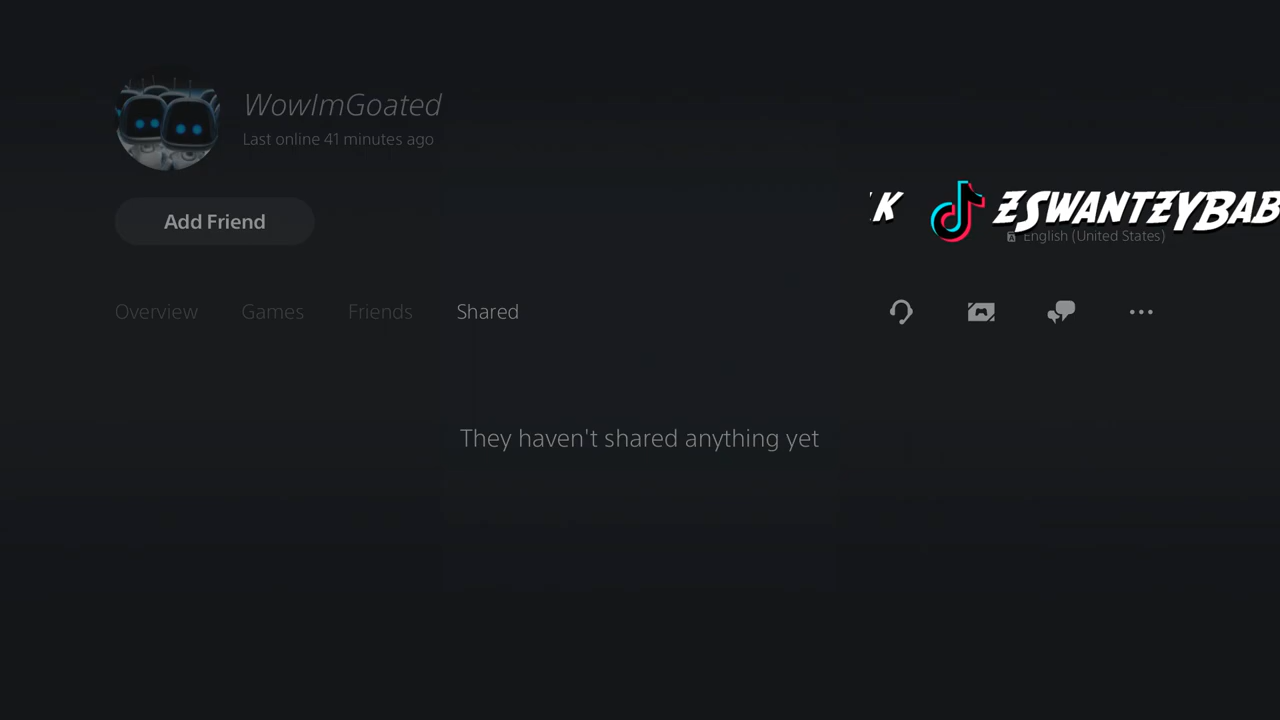 WowImGoated
Last online 41 minutes ago
Add Friend
K
ZSWANTZYBAB
English (United States)
Overview
Games
Friends
Shared
They haven't shared anything yet